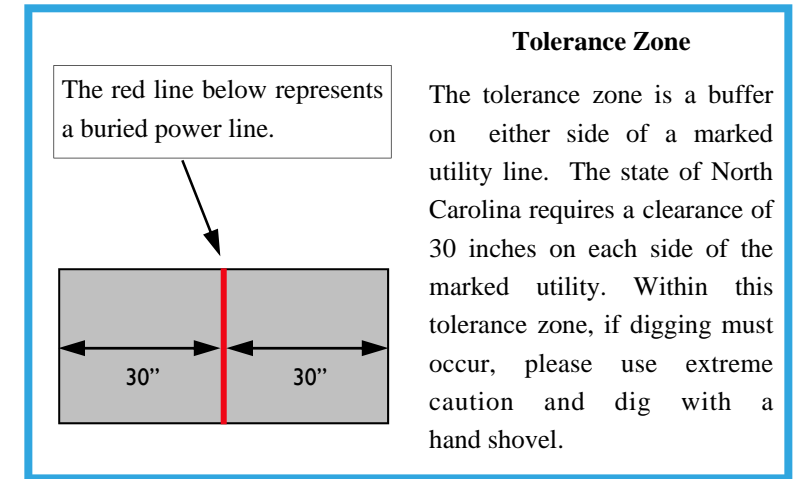 Tolerance Zone
The red line below represents
a buried power line.
30”
30”
The tolerance zone is a buffer
on either side of a marked
utility line. The state of North
Carolina requires a clearance of
30 inches on each side of the
marked utility. Within this
tolerance zone, if digging must
occur, please use extreme
caution and dig with a
hand shovel.